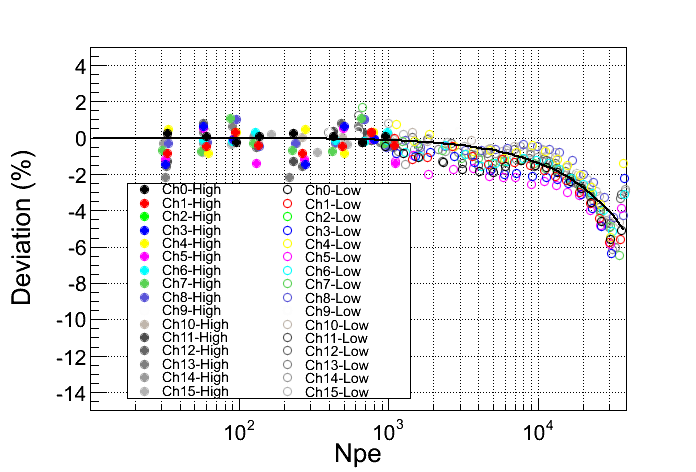 4
2
0
-2
-4
-6
-8
-10
-12
-14
Deviation (%)
Ch0-High Ch0-Low
Ch1-High Ch1-Low
Ch2-High Ch2-Low
Ch3-High Ch3-Low
Ch4-High Ch4-Low
Ch5-High Ch5-Low
Ch6-High Ch6-Low
Ch7-High Ch7-Low
Ch8-High Ch8-Low
Ch9-High Ch9-Low
Ch10-High Ch10-Low
Ch11-High Ch11-Low
Ch12-High Ch12-Low
Ch13-High Ch13-Low
Ch14-High Ch14-Low
Ch15-High Ch15-Low
10² 10³ 10⁴
Npe